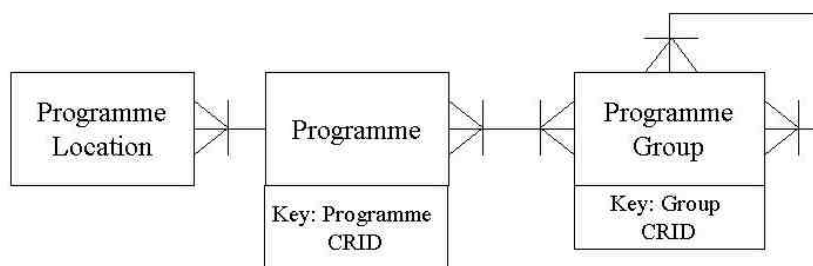 Programme
Location
Programme
Key: Programme
CRID
Programme
Group
Key: Group
CRID